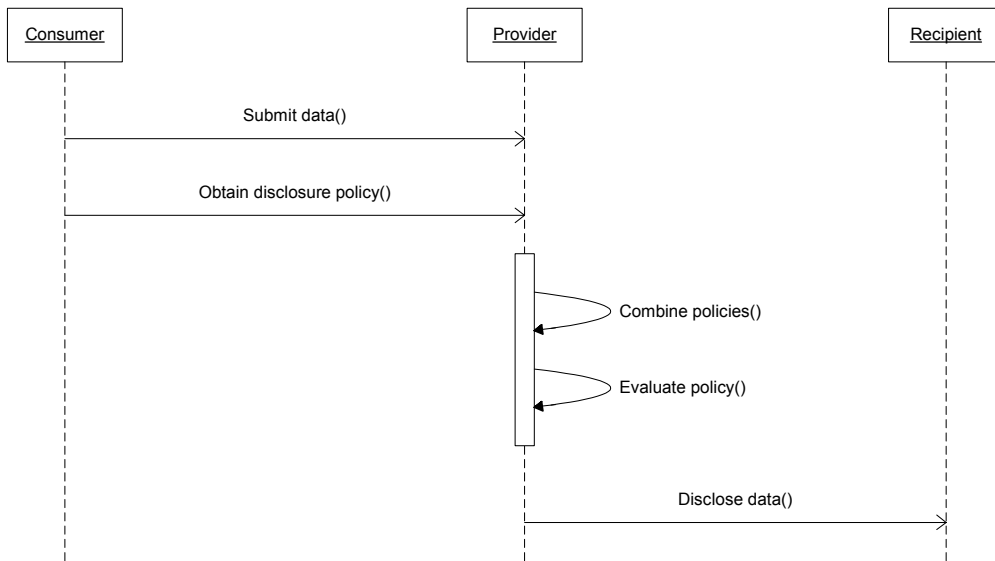 Consumer
Provider
Recipient
Submit data()
Obtain disclosure policy()
Combine policies()
Evaluate policy()
Disclose data()